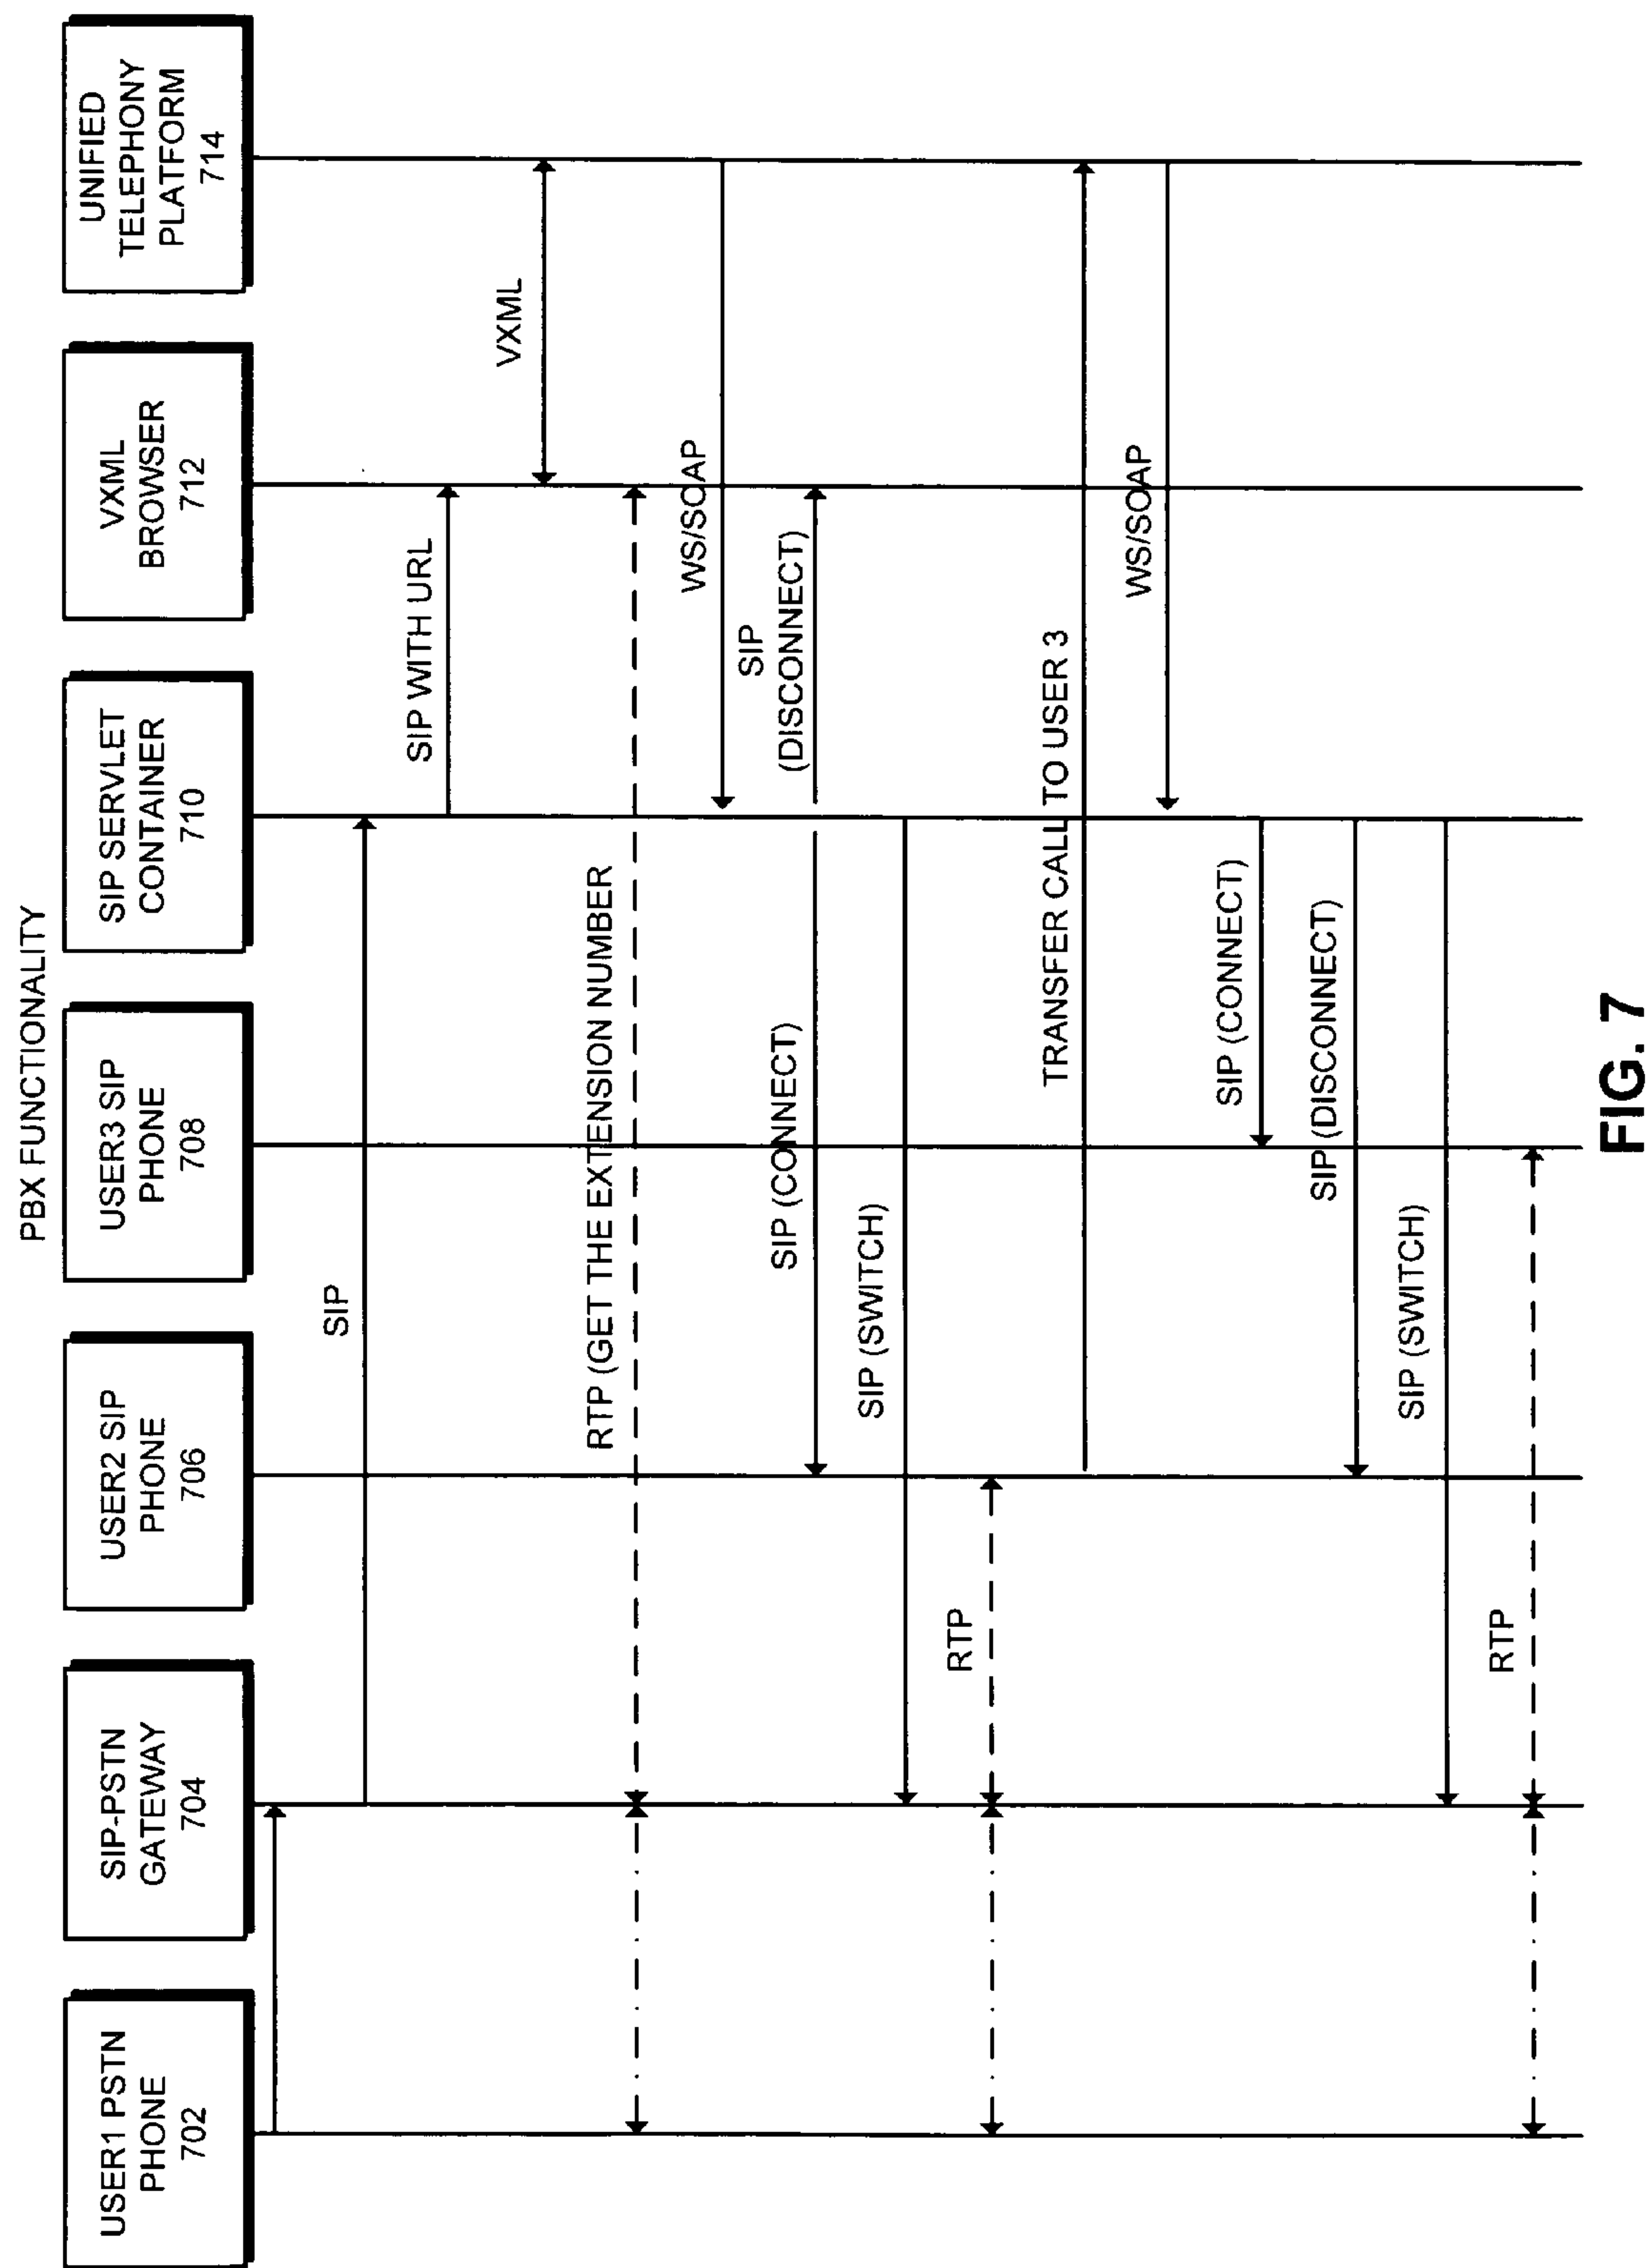 PBX FUNCTIONALITY
USER1 PSTN
PHONE
702
SIP-PSTN
GATEWAY
704
USER2 SIP
PHONE
706
USER3 SIP
PHONE
708
SIP SERVLET
CONTAINER
710
VXML
BROWSER
712
UNIFIED
TELEPHONY
PLATFORM
714
SIP
SIP WITH URL
VXML
RTP (GET THE EXTENSION NUMBER
WS/SOAP
SIP (CONNECT)
SIP
(DISCONNECT)
SIP (SWITCH)
RTP
TRANSFER CALL TO USER 3
WS/SOAP
SIP (CONNECT)
SIP (DISCONNECT)
SIP (SWITCH)
RTP
FIG. 7